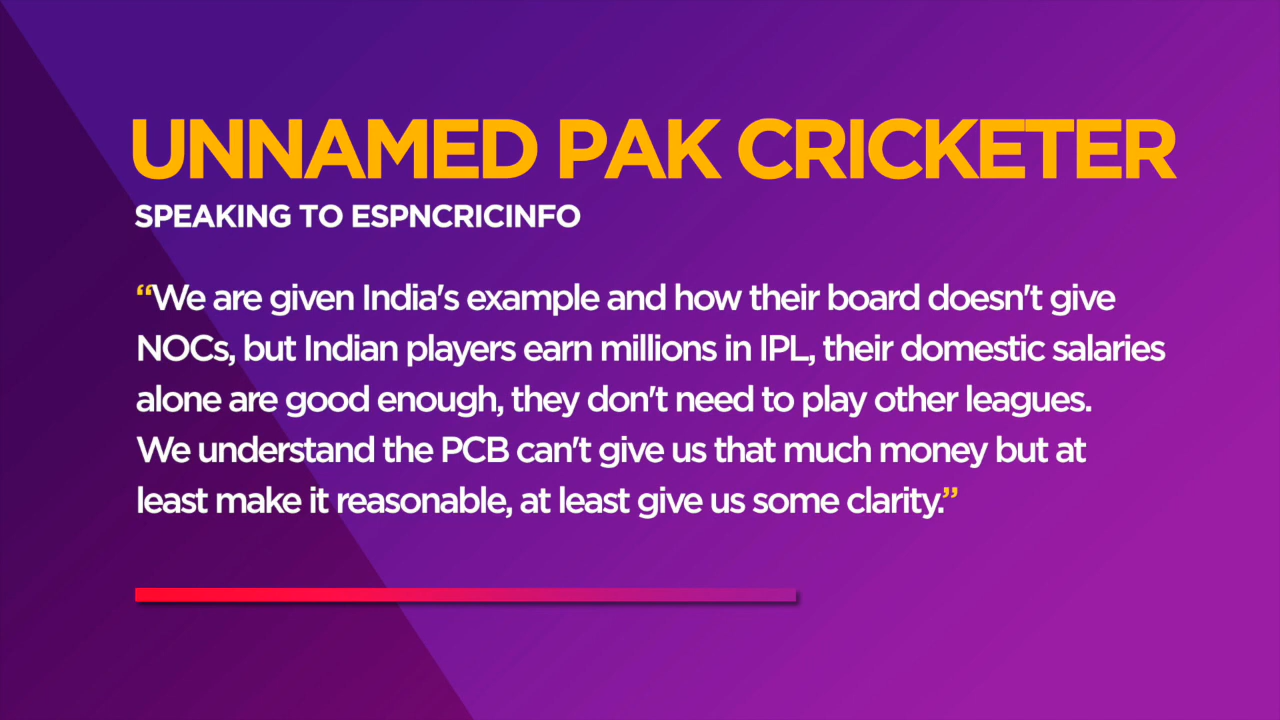 UNNAMED PAK CRICKETER
SPEAKING TO ESPNCRICINFO
“We are given India's example and how their board doesn't give
NOCs, but Indian players earn millions in IPL, their domestic salaries
alone are good enough, they don't need to play other leagues.
We understand the PCB can't give us that much money but at
least make it reasonable, at least give us some clarity.”